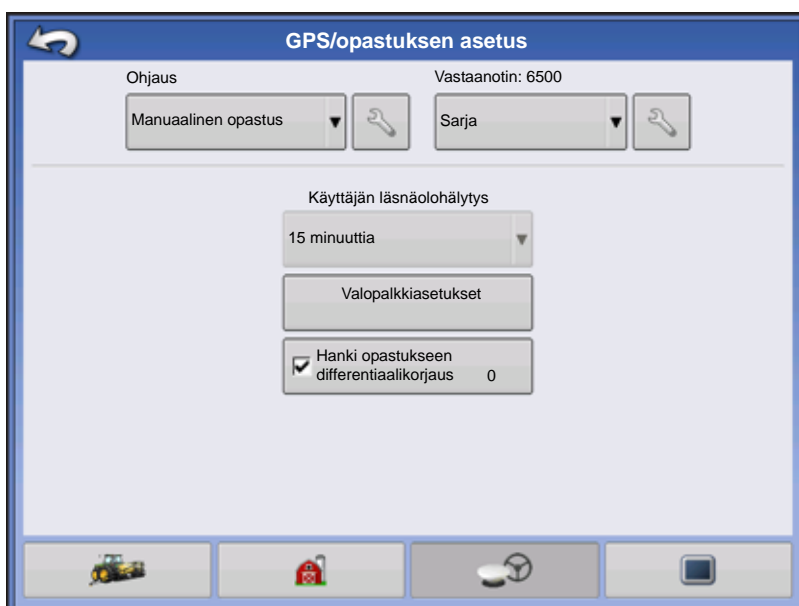 GPS/opastuksen asetus
Ohjaus
Vastaanotin: 6500
Manuaalinen opastus
Sarja
Käyttäjän läsnäolohälytys
15 minuuttia
Valopalkkiasetukset
Hanki opastukseen
differentiaalikorjaus 0